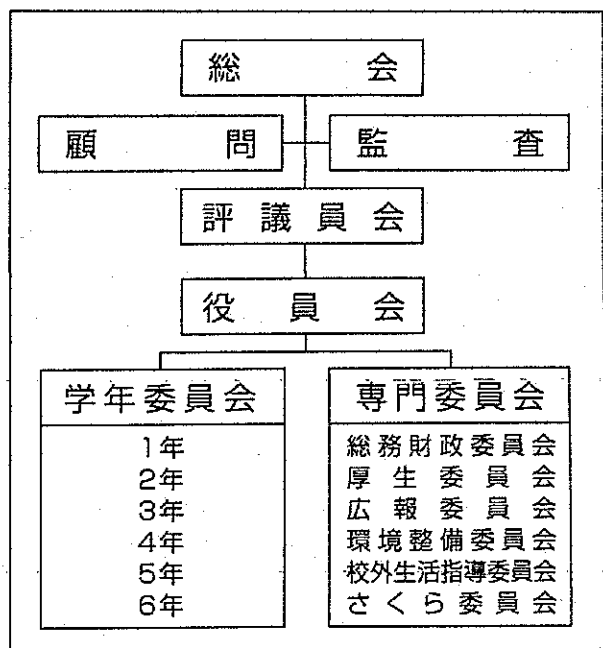 総会
顧問
監査
評議員会
役員会
学年委員会
1年
2年
3年
4年
5年
6年
専門委員会
総務財政委員会
厚生委員会
広報委員会
環境整備委員会
校外生活指導委員会
さくら委員会